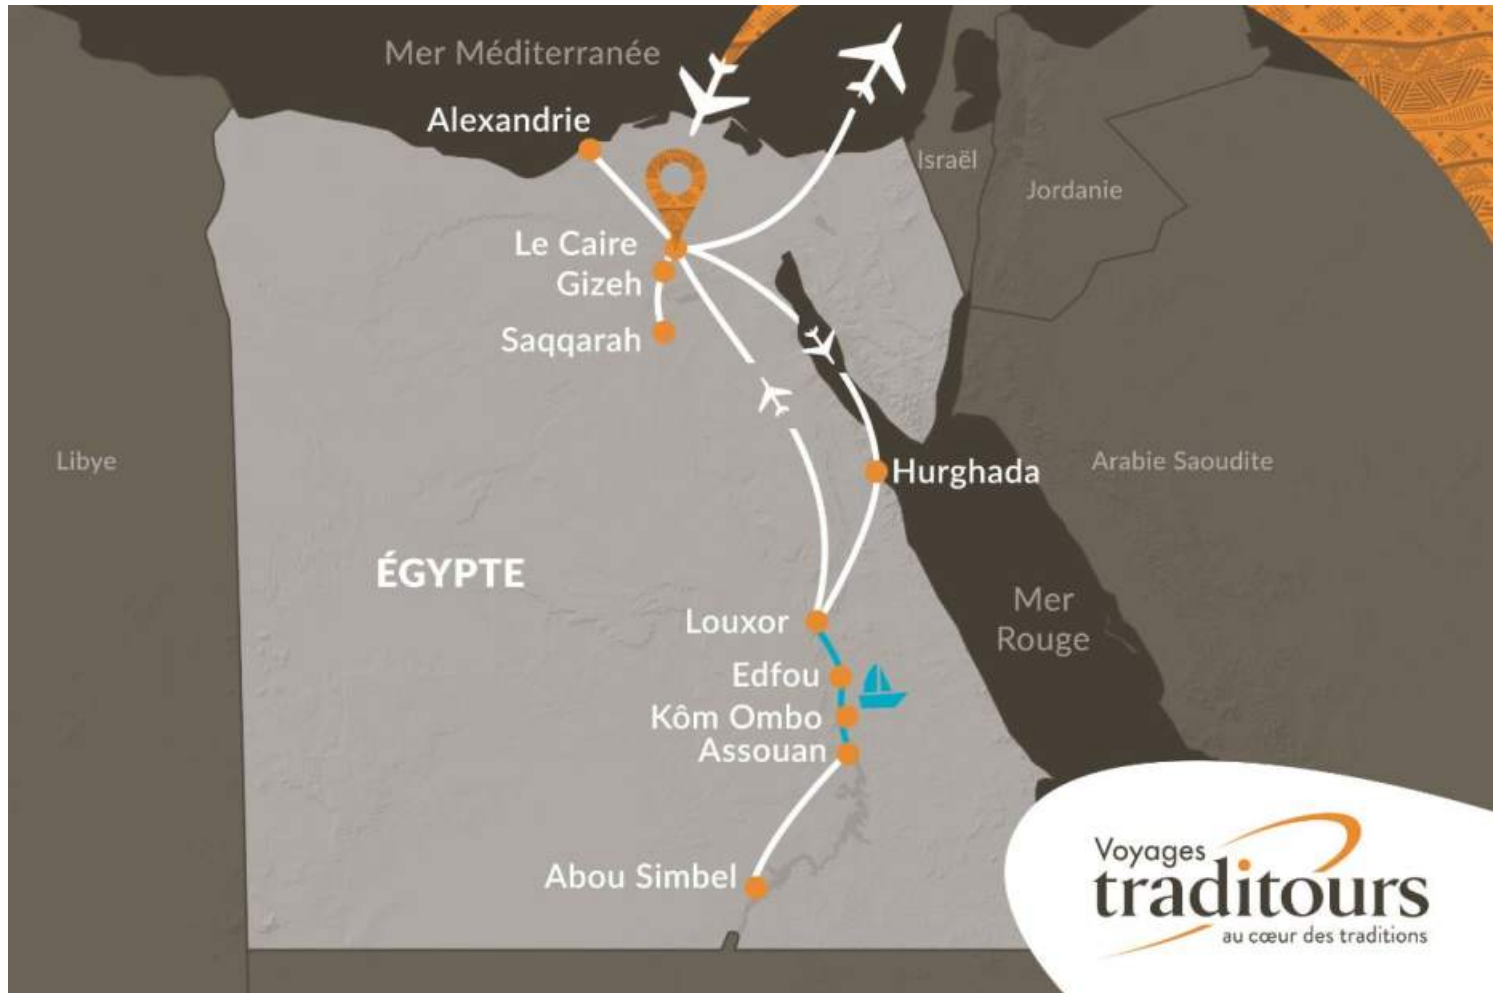 Mer Méditerranée
Alexandrie
Israël
Jordanie
Le Caire
Gizeh
Saqqarah
Libye
Hurghada
Arabie Saoudite
ÉGYPTE
Mer
Rouge
Louxor
Edfou
Kôm Ombo
Assouan
Abou Simbel
Voyages
traditours
au cœur des traditions